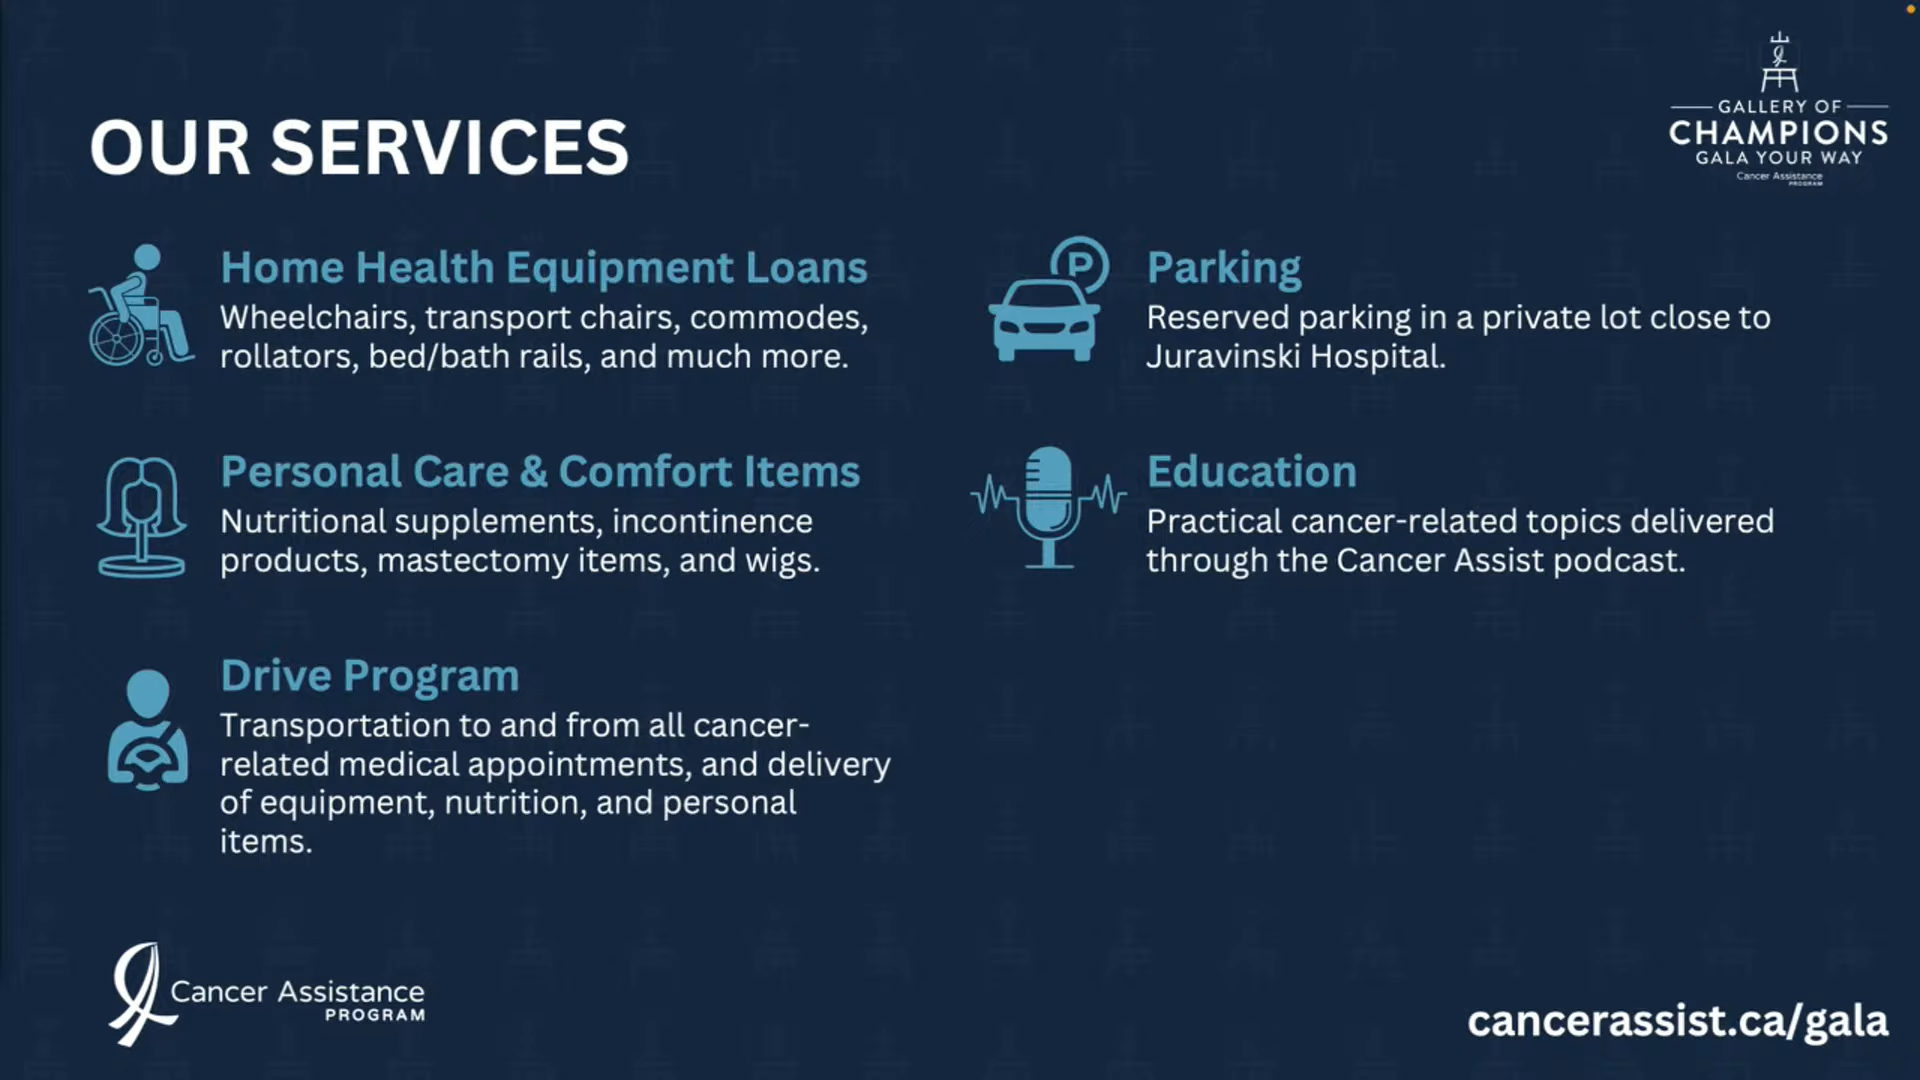 GALLERY OF
CHAMPIONS
GALA YOUR WAY
Cancer Assistance
PROGRAM
OUR SERVICES
Home Health Equipment Loans
Wheelchairs, transport chairs, commodes,
rollators, bed/bath rails, and much more.
Personal Care & Comfort Items
Nutritional supplements, incontinence
products, mastectomy items, and wigs.
Drive Program
Transportation to and from all cancer-
related medical appointments, and delivery
of equipment, nutrition, and personal
items.
P
Parking
Reserved parking in a private lot close to
Juravinski Hospital.
Education
Practical cancer-related topics delivered
through the Cancer Assist podcast.
Cancer Assistance
PROGRAM
cancerassist.ca/gala